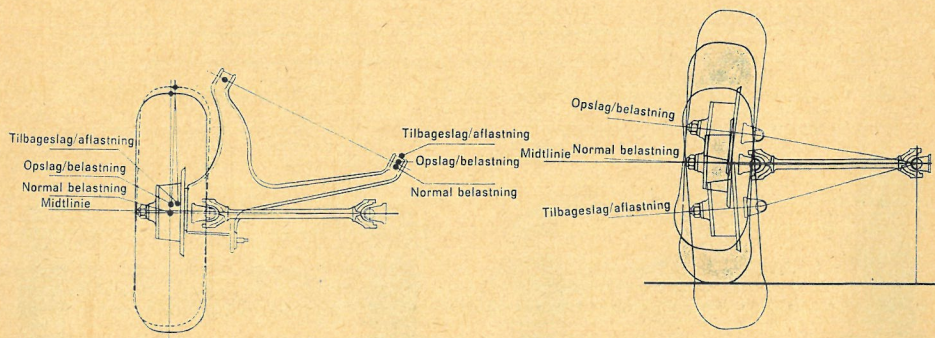 Tilbageslag/aflastning
Opslag/belastning
Normal belastning
Midtlinie
Tilbageslag/aflastning
Opslag/belastning
Normal belastning
Opslag/belastning
Midtlinie Normal belastning
Tilbageslag/aflastning